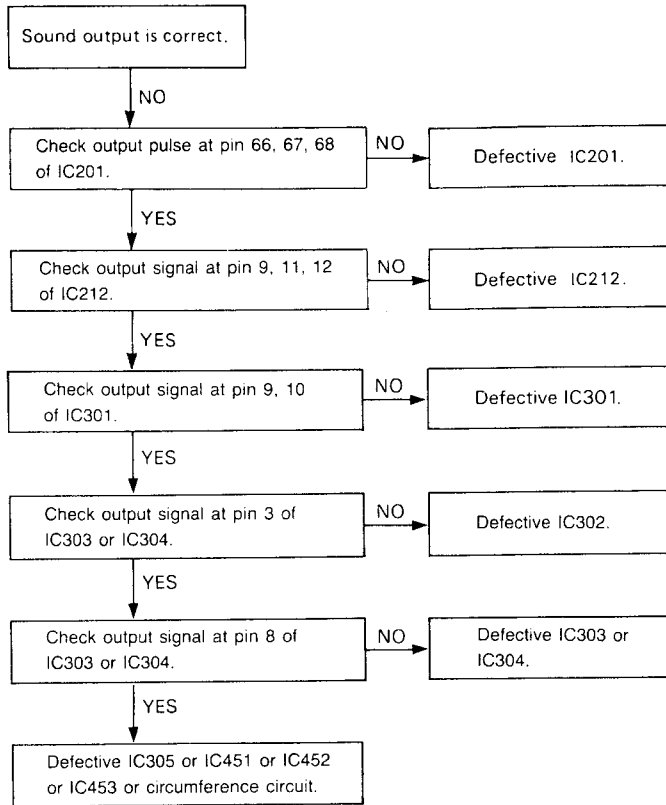 Sound output is correct.
NO
Check output pulse at pin 66, 67, 68
of IC201.
NO
Defective IC201.
YES
Check output signal at pin 9, 11, 12
of IC212.
NO
Defective IC212.
YES
Check output signal at pin 9, 10
of IC301.
NO
Defective IC301.
YES
Check output signal at pin 3 of
IC303 or IC304.
NO
Defective IC302.
YES
Check output signal at pin 8 of
IC303 or IC304.
NO
Defective IC303 or
IC304.
YES
Defective IC305 or IC451 or IC452
or IC453 or circumference circuit.